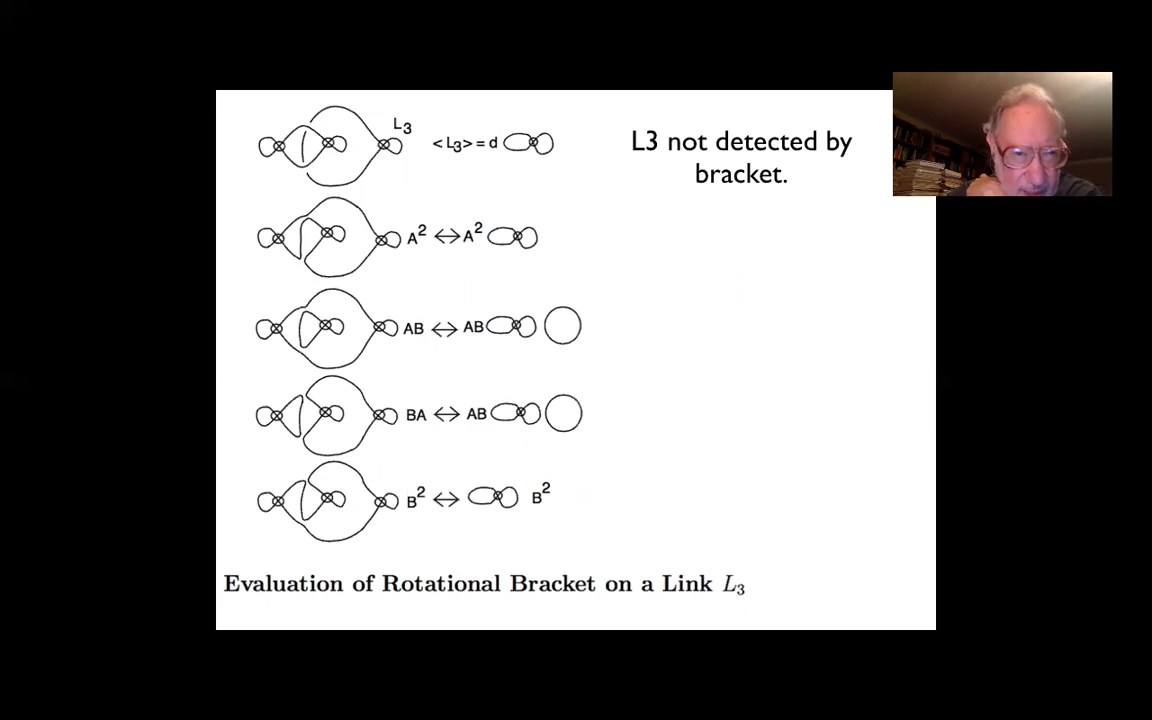 L3
< L3> = d
L3 not detected by
bracket.
A² ↔ A²
AB ↔ AB
BA ↔ AB
B² ↔ B²
Evaluation of Rotational Bracket on a Link L3